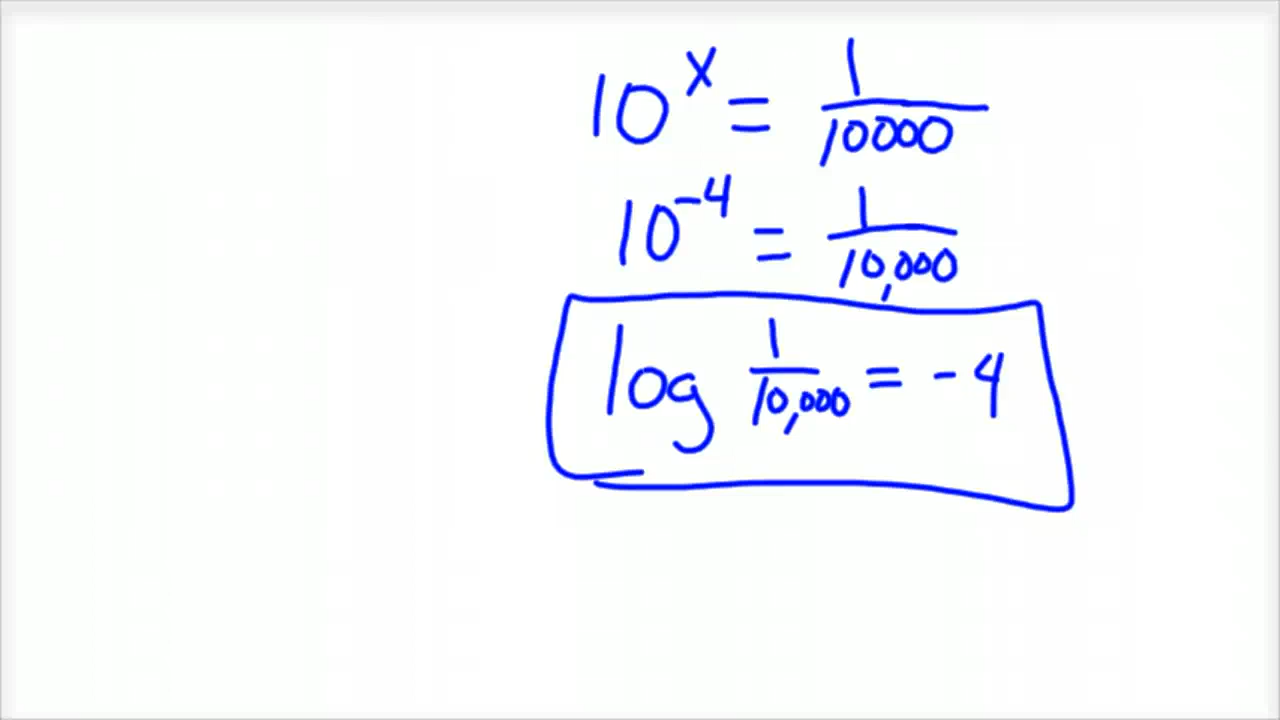 10^x = 1/10000
10^-4 = 1/10,000
log 1/10,000 = -4